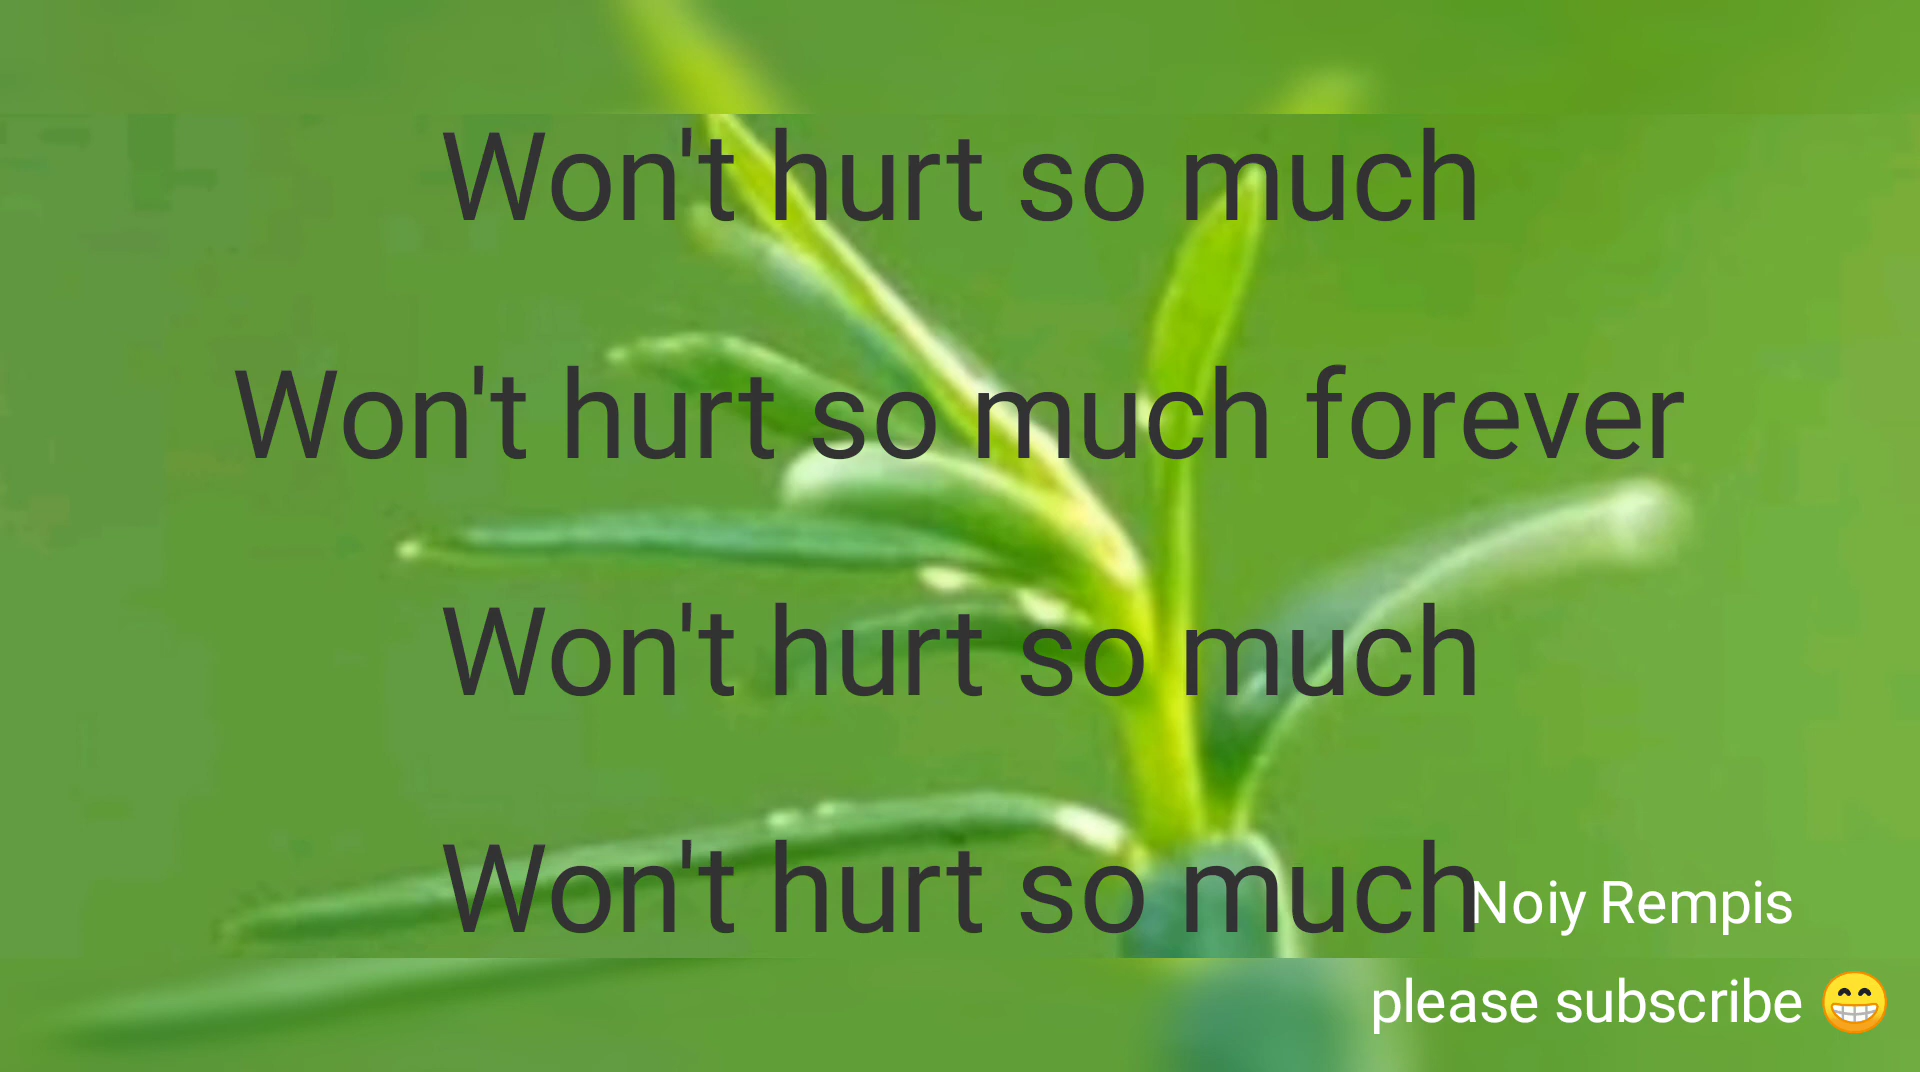 Won't hurt so much
Won't hurt so much forever
Won't hurt so much
Won't hurt so much
Noiy Rempis
please subscribe 😁